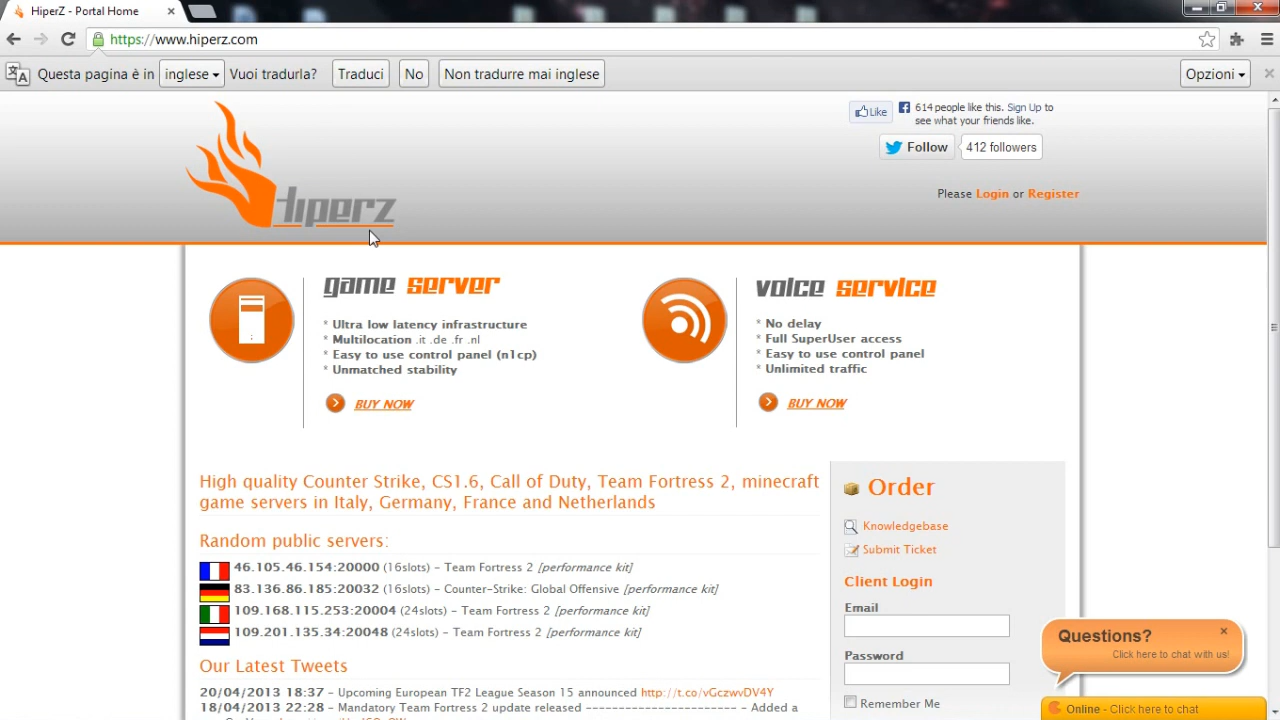 HiperZ - Portal Home
https://www.hiperz.com
Questa pagina è in inglese Vuoi tradurla? Traduci No Non tradurre mai inglese Opzioni
Like 614 people like this. Sign Up to
see what your friends like.
Follow 412 followers
Please Login or Register
Hiperz
game server
* Ultra low latency infrastructure
* Multilocation .it .de .fr .nl
* Easy to use control panel (n1cp)
* Unmatched stability
BUY NOW
voice service
* No delay
* Full SuperUser access
* Easy to use control panel
* Unlimited traffic
BUY NOW
High quality Counter Strike, CS1.6, Call of Duty, Team Fortress 2, minecraft
game servers in Italy, Germany, France and Netherlands
Random public servers:
46.105.46.154:20000 (16slots) - Team Fortress 2 [performance kit]
83.136.86.185:20032 (16slots) - Counter-Strike: Global Offensive [performance kit]
109.168.115.253:20004 (24slots) - Team Fortress 2 [performance kit]
109.201.135.34:20048 (24slots) - Team Fortress 2 [performance kit]
Our Latest Tweets
20/04/2013 18:37 - Upcoming European TF2 League Season 15 announced http://t.co/vGczwvDV4Y
18/04/2013 22:28 - Mandatory Team Fortress 2 update released ---------------------- - Added a
Order
Knowledgebase
Submit Ticket
Client Login
Email
Password
Remember Me
Questions?
Click here to chat with us!
Online - Click here to chat